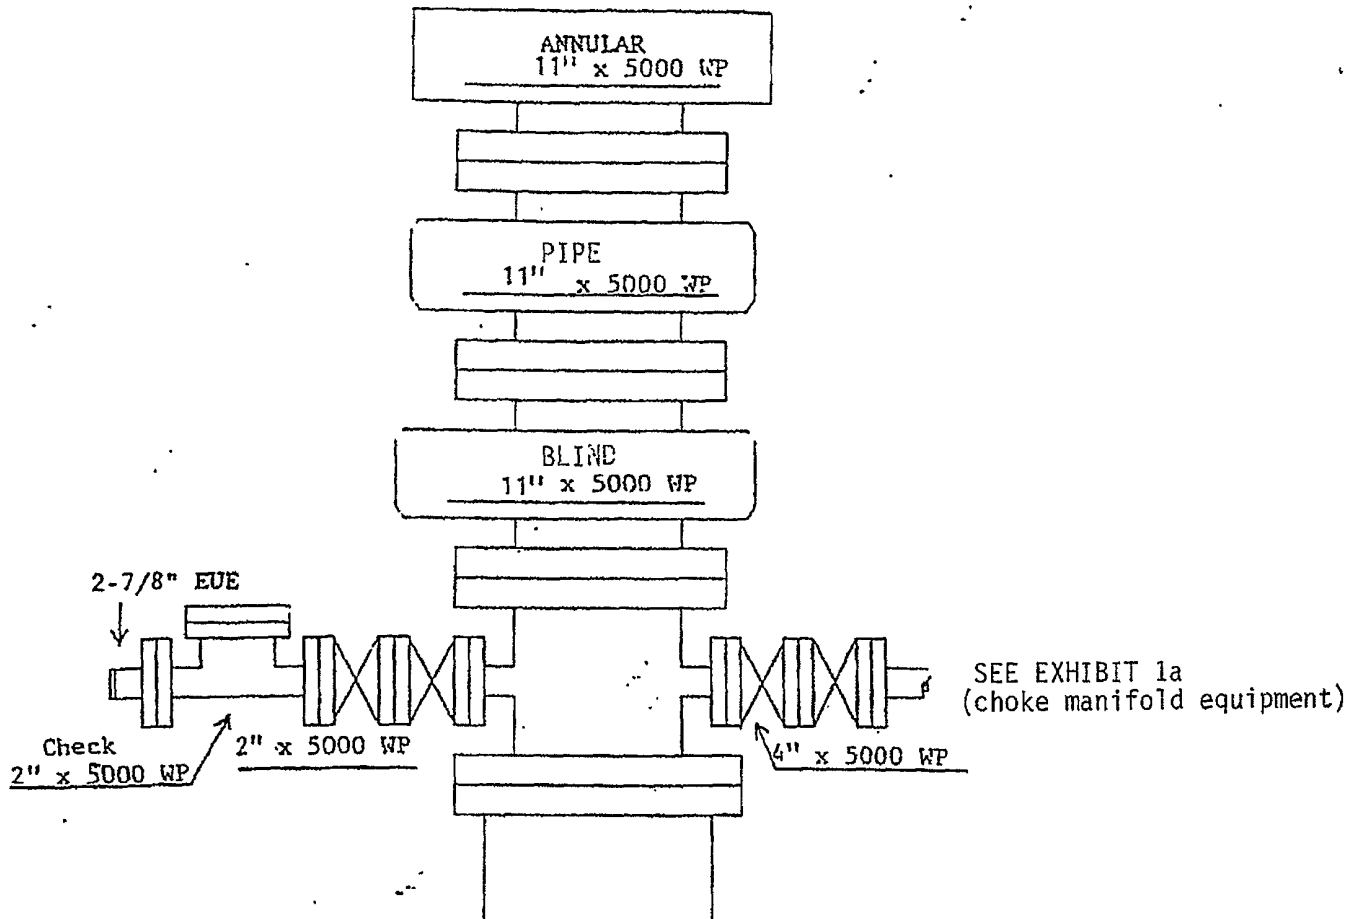 ANNULAR
11" x 5000 WP
PIPE
11" x 5000 WP
BLIND
11" x 5000 WP
2-7/8" EUE
SEE EXHIBIT 1a
(choke manifold equipment)
Check
2" x 5000 WP
2" x 5000 WP
4" x 5000 WP